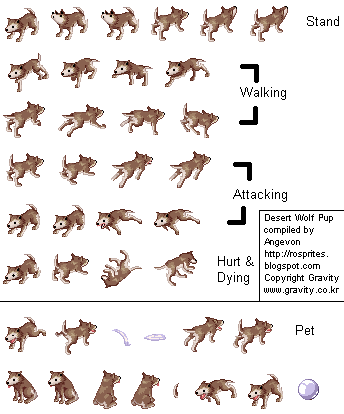 Stand
Walking
Attacking
Desert Wolf Pup
compiled by
Angevon
http://rosprites.
blogspot.com
Copyright Gravity
www.gravity.co.kr
Hurt &
Dying
Pet